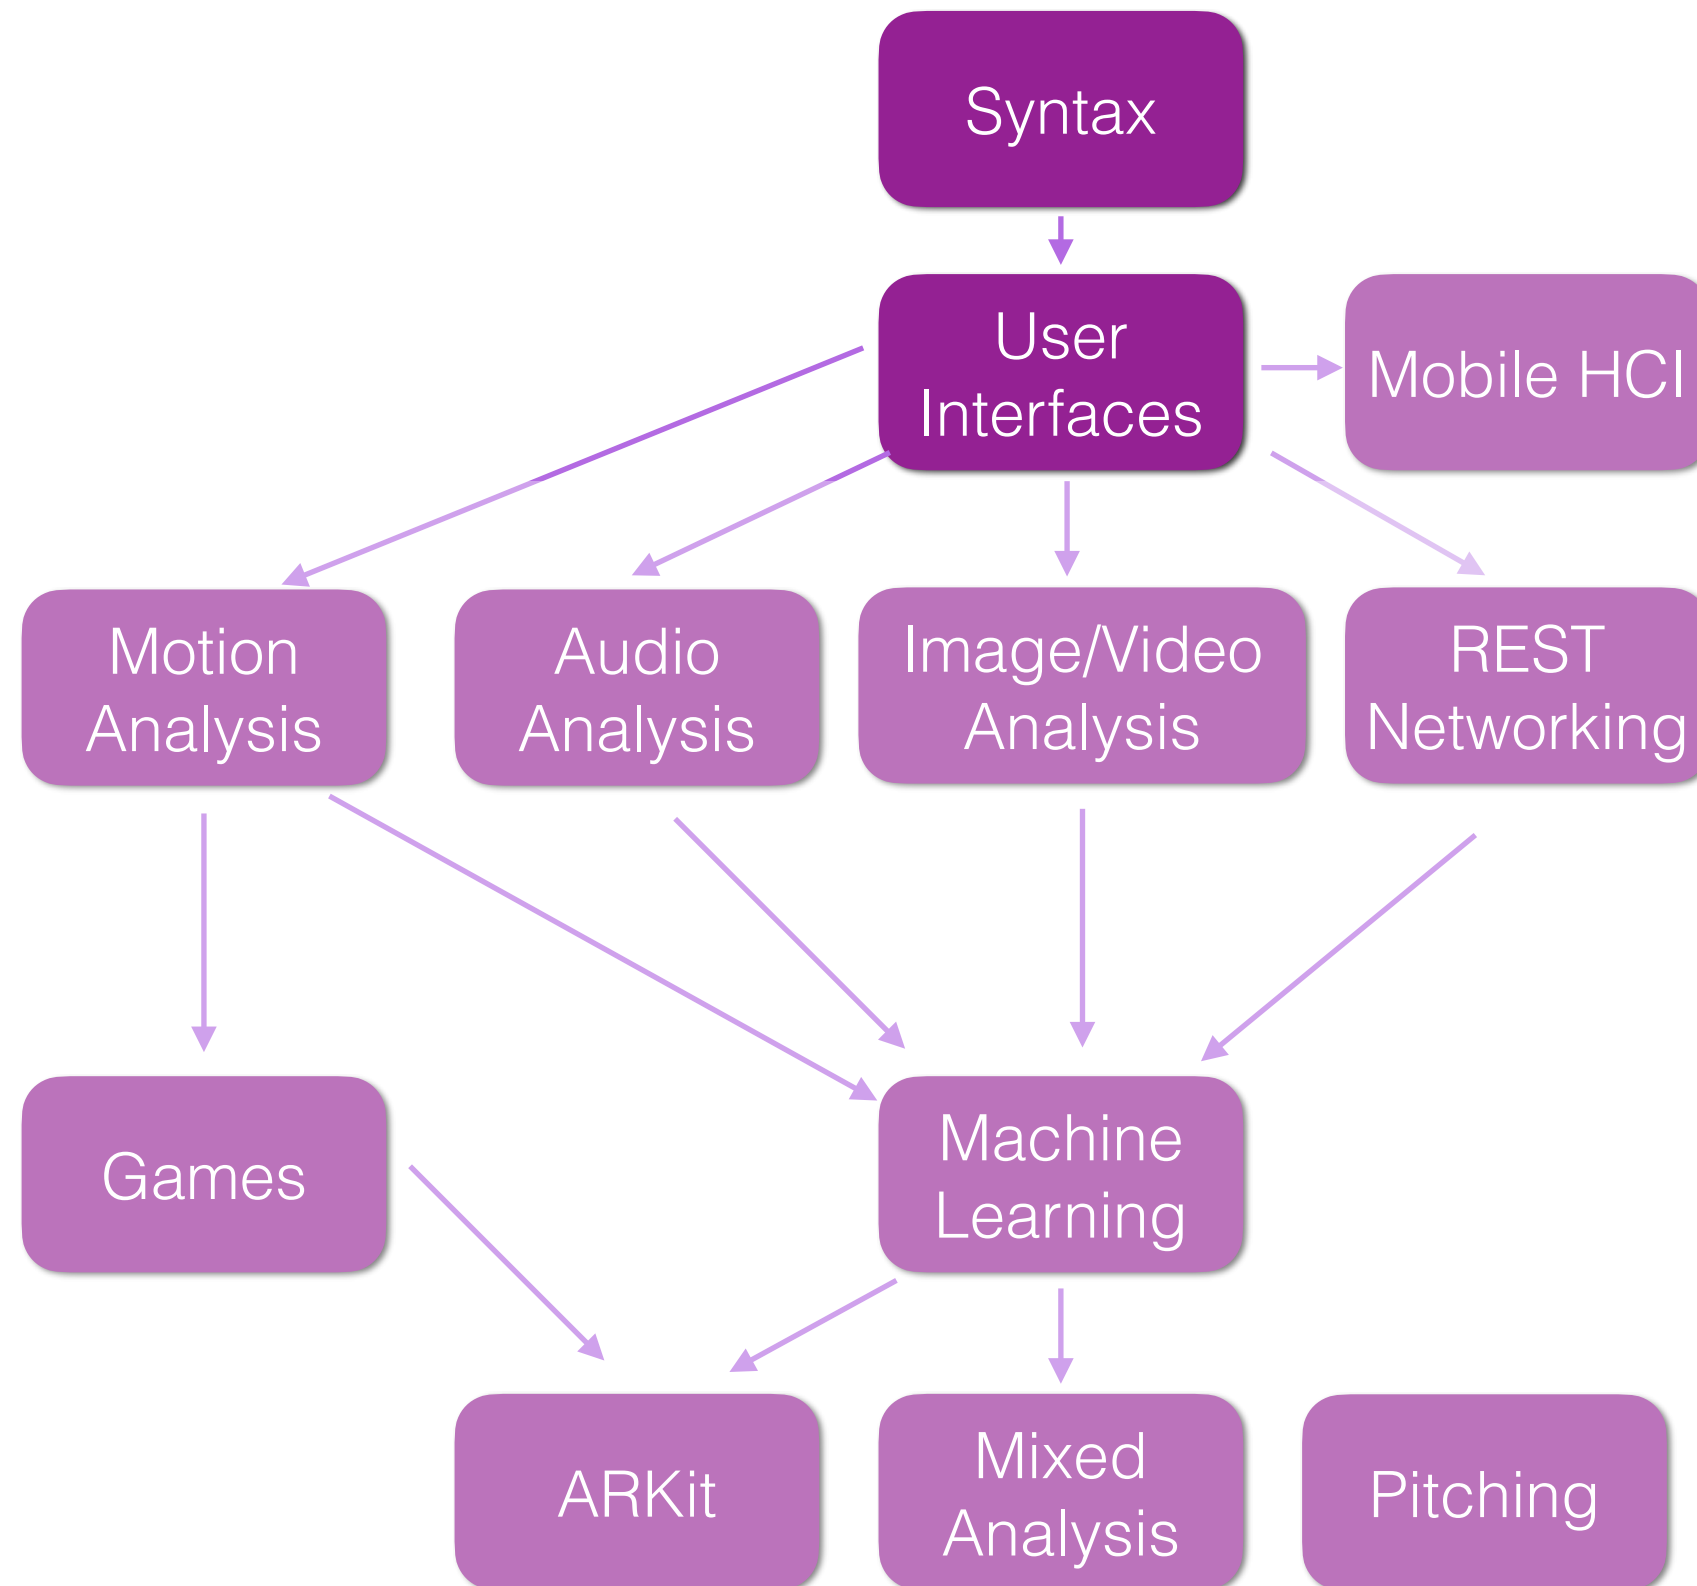 Syntax
User
Interfaces
Mobile HCI
Motion
Analysis
Audio
Analysis
Image/Video
Analysis
REST
Networking
Games
Machine
Learning
ARKit
Mixed
Analysis
Pitching